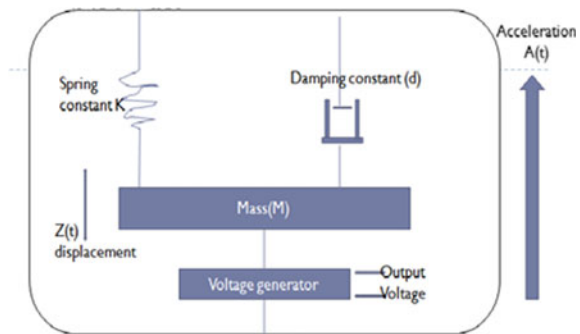 Acceleration
A(t)
Spring
constant K
Damping constant (d)
Mass(M)
Z(t)
displacement
Voltage generator
Output
Voltage